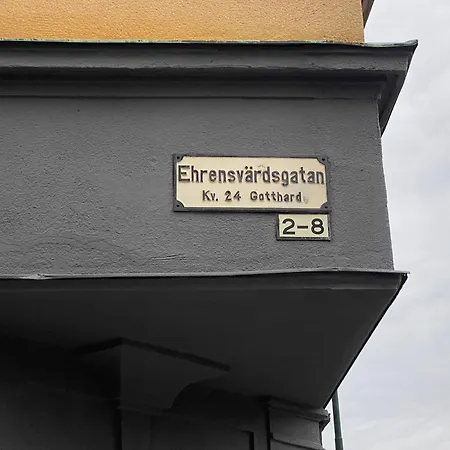 Ehrensvärdsgatan
Kv. 24 Gotthard
2-8